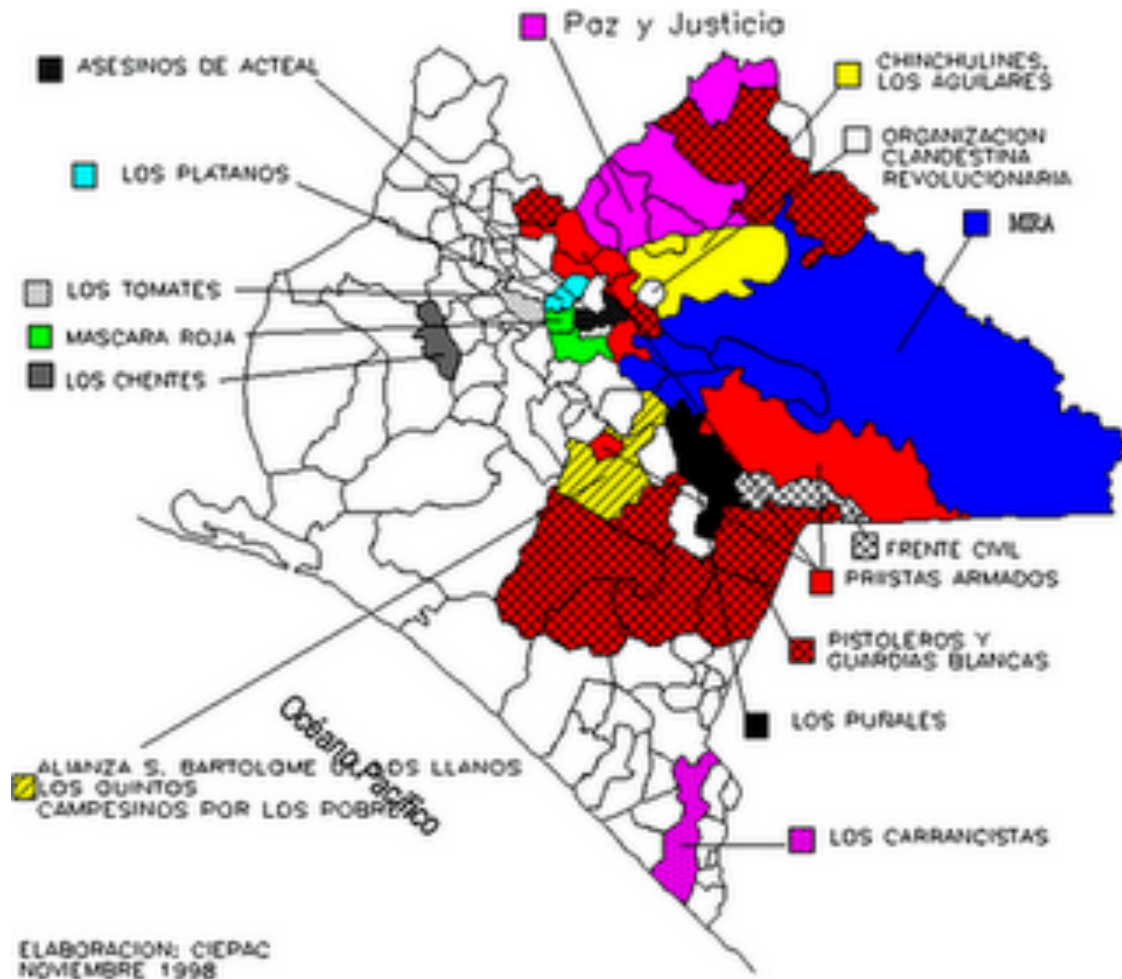 Paz y Justicia
ASESINOS DE ACTEAL
CHINCHULINES,
LOS AGUILARES
ORGANIZACION
CLANDESTINA
REVOLUCIONARIA
LOS PLATANOS
MIRA
LOS TOMATES
MASCARA ROJA
LOS CHENTES
FRENTE CIVIL
PRIISTAS ARMADOS
PISTOLEROS Y
GUARDIAS BLANCAS
LOS PUÑALES
Océano Pacífico
ALIANZA S. BARTOLOME LLANOS
LOS QUINTOS
CAMPESINOS POR LOS
LOS CARRANCISTAS
ELABORACION: CIEPAC
NOVIEMBRE 1998